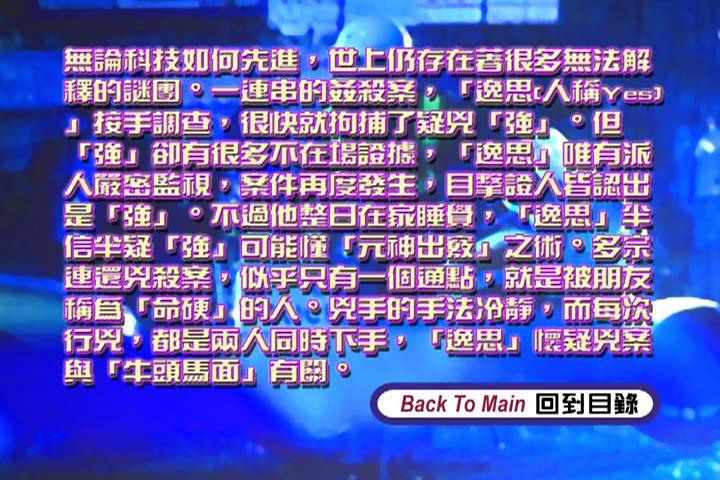 無論科技如何先進，世上仍存在著很多無法解
釋的謎團。一連串的姦殺案，「逸思(人稱Yes)
」接手調查，很快就拘捕了疑兇「強」。但
「強」卻有很多不在場證據，「逸思」唯有派
人嚴密監視，案件再度發生，目擊證人皆認出
是「強」。不過他整日在家睡覺，「逸思」半
信半疑「強」可能懂「元神出竅」之術。多宗
連還兇殺案，似乎只有一個通點，就是被朋友
稱為「命硬」的人。兇手的手法冷靜，而每次
行兇，都是兩人同時下手，「逸思」懷疑兇案
與「牛頭馬面」有關。
Back To Main 回到目錄